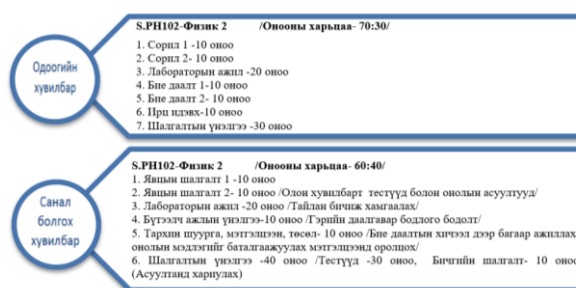 Одоогийн
хувилбар
S.PH102-Физик 2 /Онооны харьцаа- 70:30/
1. Сорил 1 -10 оноо
2. Сорил 2- 10 оноо
3. Лабораторын ажил -20 оноо
4. Бие даалт 1-10 оноо
5. Бие даалт 2- 10 оноо
6. Ирц идэвх-10 оноо
7. Шалгалтын үнэлгээ -30 оноо
Санал
болгох
хувилбар
S.PH102-Физик 2 /Онооны харьцаа- 60:40/
1. Явцын шалгалт 1 -10 оноо
2. Явцын шалгалт 2- 10 оноо /Олон хувилбарт тестүүд болон онолын асуултууд/
3. Лабораторын ажил -20 оноо /Тайлан бичиж хамгаалах/
4. Бүтээлч ажлын үнэлгээ-10 оноо /Гэрийн даалгавар бодлого бодолт/
5. Тархин шуурга, мэтгэлцээн, төсөл- 10 оноо /Бие даалтын хичээл дээр багаар ажиллах,
онолын мэдлэгийг баталгаажуулах мэтгэлцээнд оролцох/
6. Шалгалтын үнэлгээ -40 оноо /Тестүүд -30 оноо, Бичгийн шалгалт- 10 оноо
(Асуултанд хариулах)